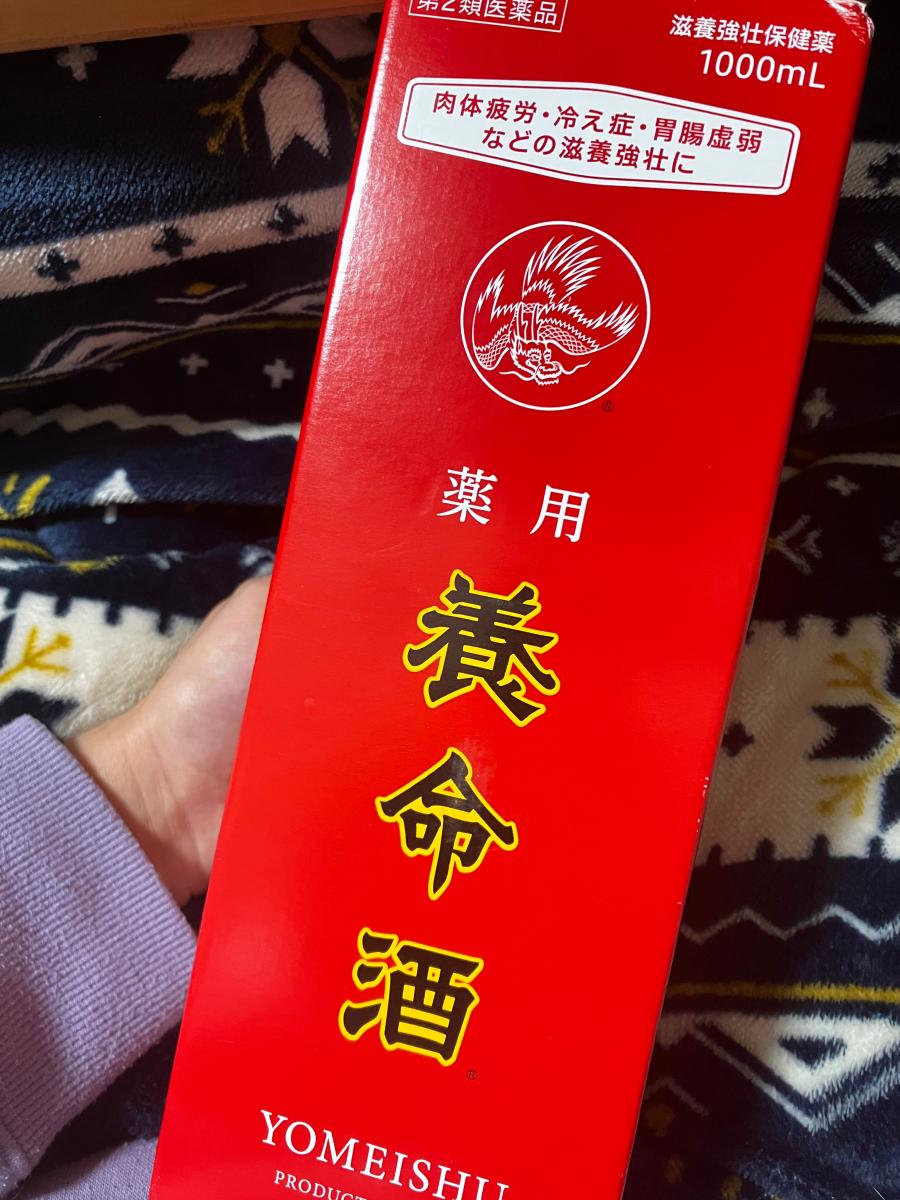 第2類医薬品
滋養強壮保健薬
1000mL
肉体疲労・冷え症・胃腸虚弱
などの滋養強壮に
®
薬用
養命酒
®
YOMEISHU
PRODUCT